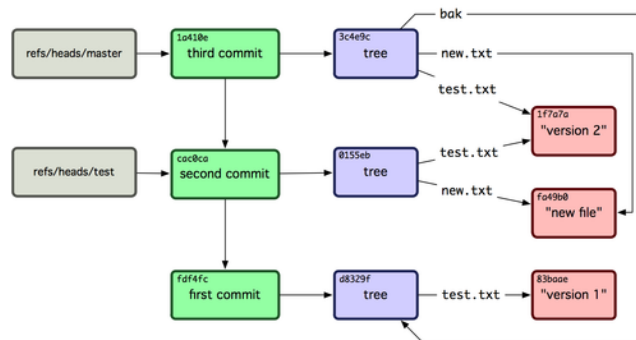 bak
1a410e
3c4e9c
refs/heads/master
third commit
tree
new.txt
test.txt
1f7a7a
"version 2"
cac0ca
0155eb
test.txt
refs/heads/test
second commit
tree
new.txt
fa49b0
"new file"
fdf4fc
d8329f
83baae
first commit
tree
test.txt
"version 1"